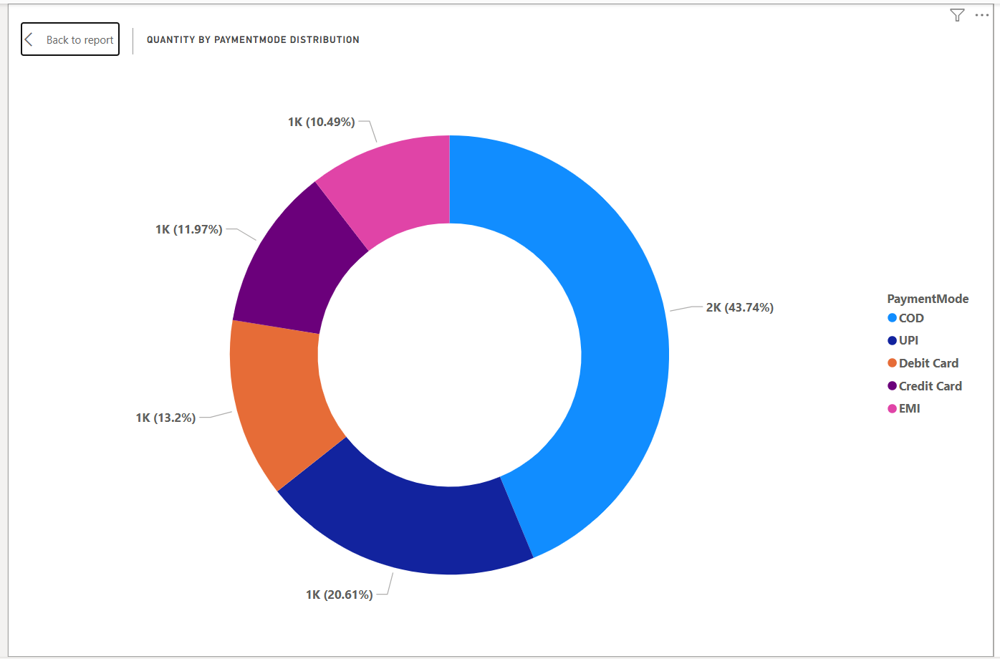 Back to report
QUANTITY BY PAYMENTMODE DISTRIBUTION
1K (10.49%)
1K (11.97%)
2K (43.74%)
1K (13.2%)
1K (20.61%)
PaymentMode
COD
UPI
Debit Card
Credit Card
EMI